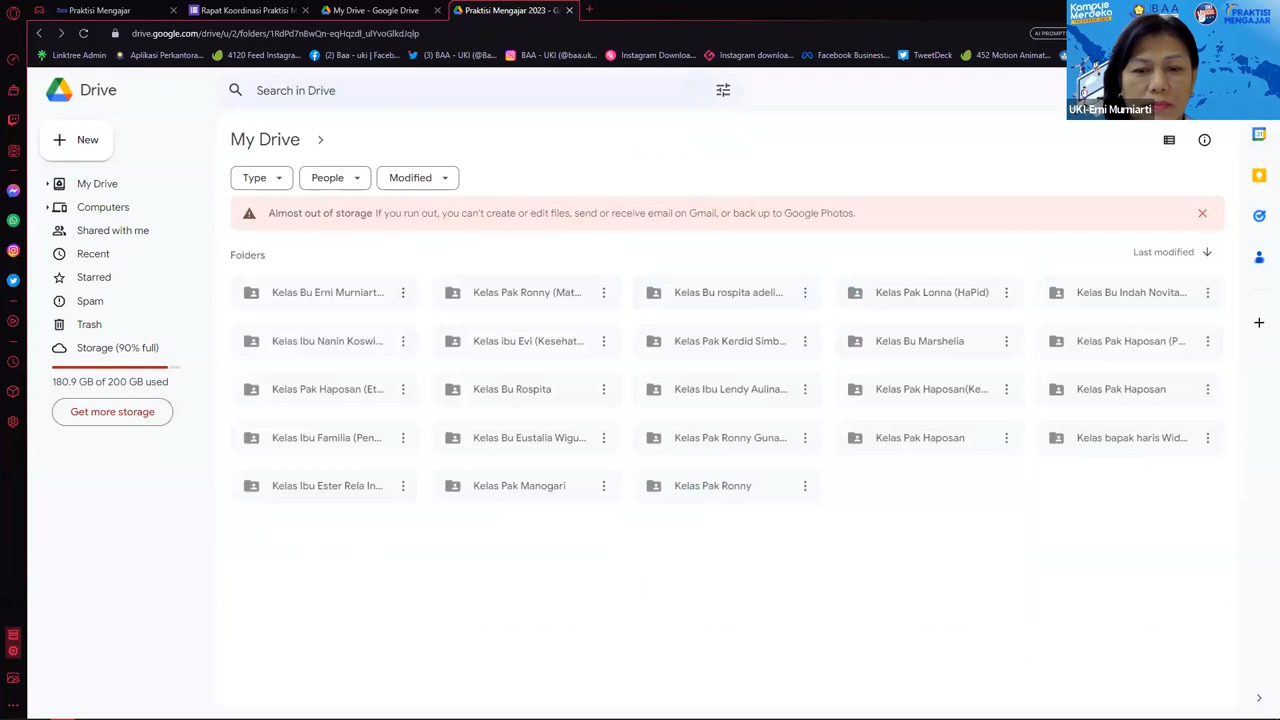 Praktisi Mengajar
Rapat Koordinasi Praktisi M
My Drive - Google Drive
Praktisi Mengajar 2023 - G
drive.google.com/drive/u/2/folders/
AI PROMPTS
Linktree Admin
Aplikasi Perkantora...
4120 Feed Instagra...
(2) Baa - uki | Faceb...
(3) BAA - UKI (@BAA...
BAA - UKI (@baa.uk...
Instagram Downloa...
Instagram downloa...
Facebook Business...
TweetDeck
452 Motion Animat...
Kampus
Merdeka
INDONESIA JAYA
BAA
PRAKTISI
MENGAJAR
UKI-Erni Murniarti
Drive
Search in Drive
New
My Drive
Type
People
Modified
My Drive
Computers
Shared with me
Recent
Starred
Spam
Trash
Storage (90% full)
180.9 GB of 200 GB used
Get more storage
Almost out of storage If you run out, you can't create or edit files, send or receive email on Gmail, or back up to Google Photos.
Folders
Last modified
Kelas Bu Erni Murniart...
Kelas Pak Ronny (Mat...
Kelas Bu rospita adeli...
Kelas Pak Lonna (HaPid)
Kelas Bu Indah Novita...
Kelas Ibu Nanin Koswi...
Kelas ibu Evi (Kesehat...
Kelas Pak Kerdid Simb...
Kelas Bu Marshelia
Kelas Pak Haposan (P...
Kelas Pak Haposan (Et...
Kelas Bu Rospita
Kelas Ibu Lendy Aulina...
Kelas Pak Haposan(Ke...
Kelas Pak Haposan
Kelas Ibu Familia (Pen...
Kelas Bu Eustalia Wigu...
Kelas Pak Ronny Guna...
Kelas Pak Haposan
Kelas bapak haris Wid...
Kelas Ibu Ester Rela In...
Kelas Pak Manogari
Kelas Pak Ronny